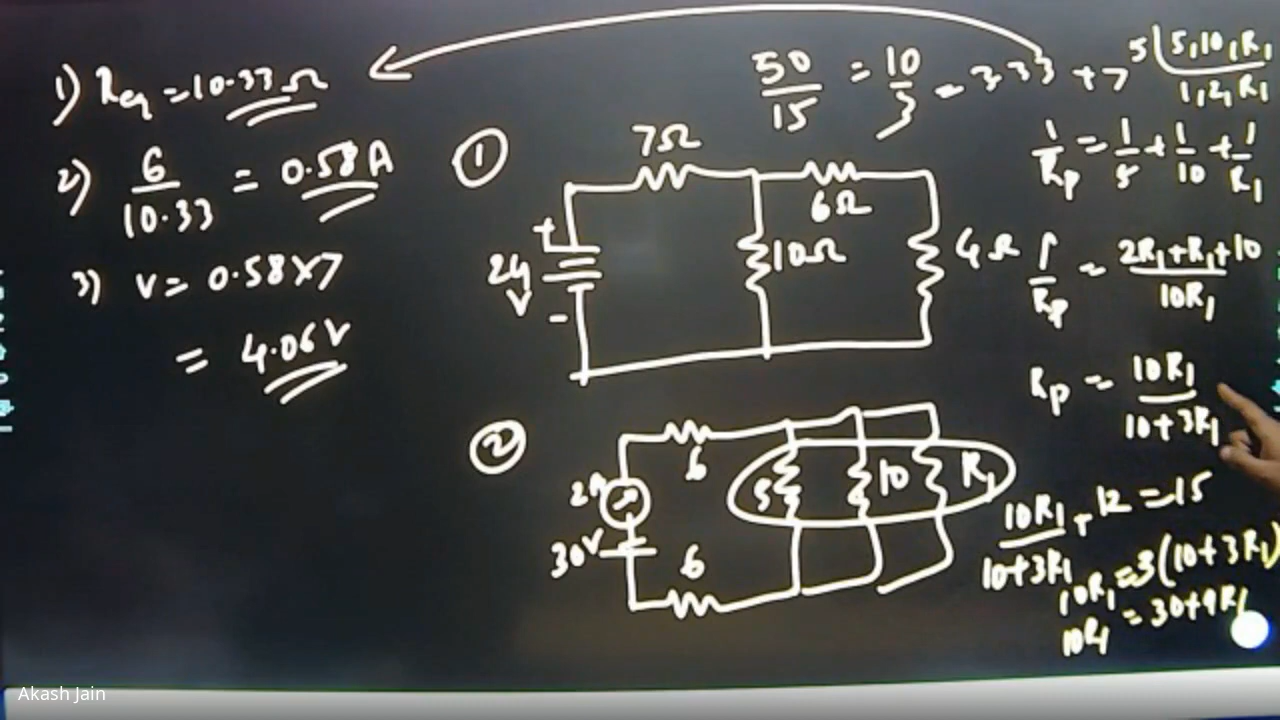 1) Req = 10.33 Ω
2) 6/10.33 = 0.58 A
3) V = 0.58 × 7
= 4.06 V
50/15 = 10/3 = 3.33 + 7
5 | 5, 10, R1
1, 2, R1
1/Rp = 1/5 + 1/10 + 1/R1
1/Rp = 2R1+R1+10 / 10R1
Rp = 10R1 / 10+3R1
10R1 / 10+3R1 + 12 = 15
10R1 = 3(10+3R1)
10R1 = 30+9R1
①
7Ω
6Ω
10Ω
4Ω
+
24
V
-
②
6
5
10
R1
2A
30V
6
Akash Jain